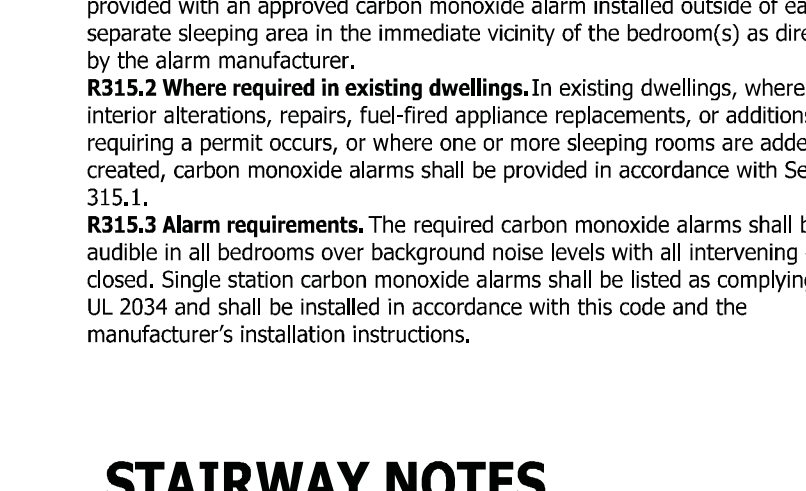 provided with an approved carbon monoxide alarm installed outside of ea
separate sleeping area in the immediate vicinity of the bedroom(s) as dire
by the alarm manufacturer.
R315.2 Where required in existing dwellings. In existing dwellings, where
interior alterations, repairs, fuel-fired appliance replacements, or additions
requiring a permit occurs, or where one or more sleeping rooms are adde
created, carbon monoxide alarms shall be provided in accordance with Se
315.1.
R315.3 Alarm requirements. The required carbon monoxide alarms shall b
audible in all bedrooms over background noise levels with all intervening
closed. Single station carbon monoxide alarms shall be listed as complying
UL 2034 and shall be installed in accordance with this code and the
manufacturer's installation instructions.
STAIRWAY NOTES